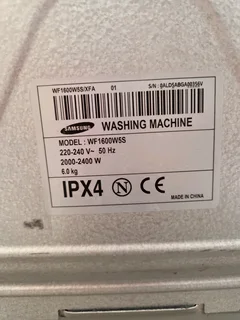 WF1600W5S/XFA 01 S/N : 9ALD5ABGA00356V
SAMSUNG WASHING MACHINE
MODEL : WF1600W5S
220-240 V~ 50 Hz
2000-2400 W
6.0 kg
IPX4 N CE
MADE IN CHINA